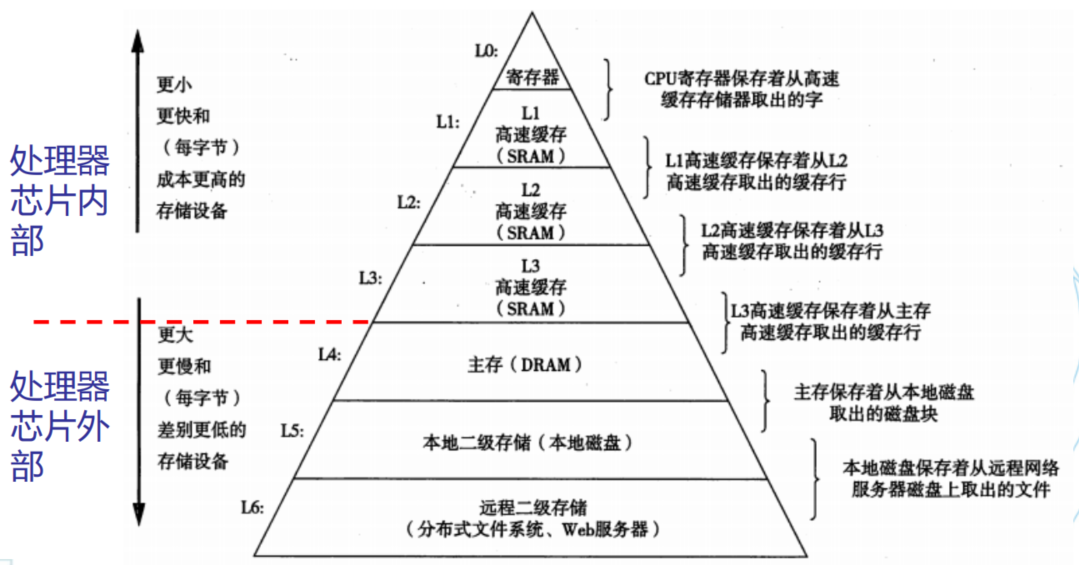 处理器
芯片内
部
更小
更快和
（每字节）
成本更高的
存储设备
处理器
芯片外
部
更大
更慢和
（每字节）
差别更低的
存储设备
L0:
寄存器
L1:
L1
高速缓存
（SRAM）
L2:
L2
高速缓存
（SRAM）
L3:
L3
高速缓存
（SRAM）
L4:
主存（DRAM）
L5:
本地二级存储（本地磁盘）
L6:
远程二级存储
（分布式文件系统、Web服务器）
CPU寄存器保存着从高速
缓存存储器取出的字
L1高速缓存保存着从L2
高速缓存取出的缓存行
L2高速缓存保存着从L3
高速缓存取出的缓存行
L3高速缓存保存着从主存
高速缓存取出的缓存行
主存保存着从本地磁盘
取出的磁盘块
本地磁盘保存着从远程网络
服务器磁盘上取出的文件